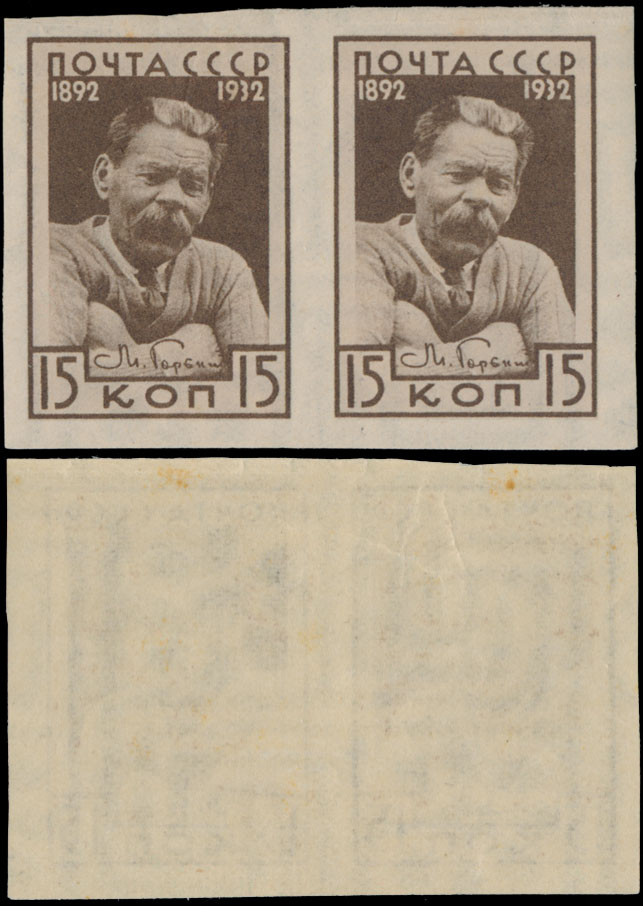 ПОЧТА СССР
1892 1932
М. Горький
15 КОП 15
ПОЧТА СССР
1892 1932
М. Горький
15 КОП 15